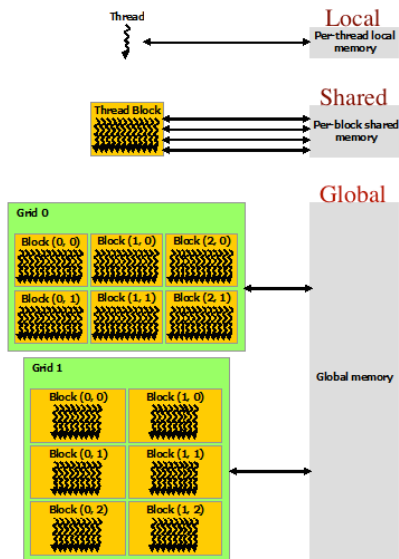 Thread
Local
Per-thread local
memory
Shared
Thread Block
Per-block shared
memory
Global
Grid 0
Block (0, 0) Block (1, 0) Block (2, 0)
Block (0, 1) Block (1, 1) Block (2, 1)
Grid 1
Global memory
Block (0, 0) Block (1, 0)
Block (0, 1) Block (1, 1)
Block (0, 2) Block (1, 2)